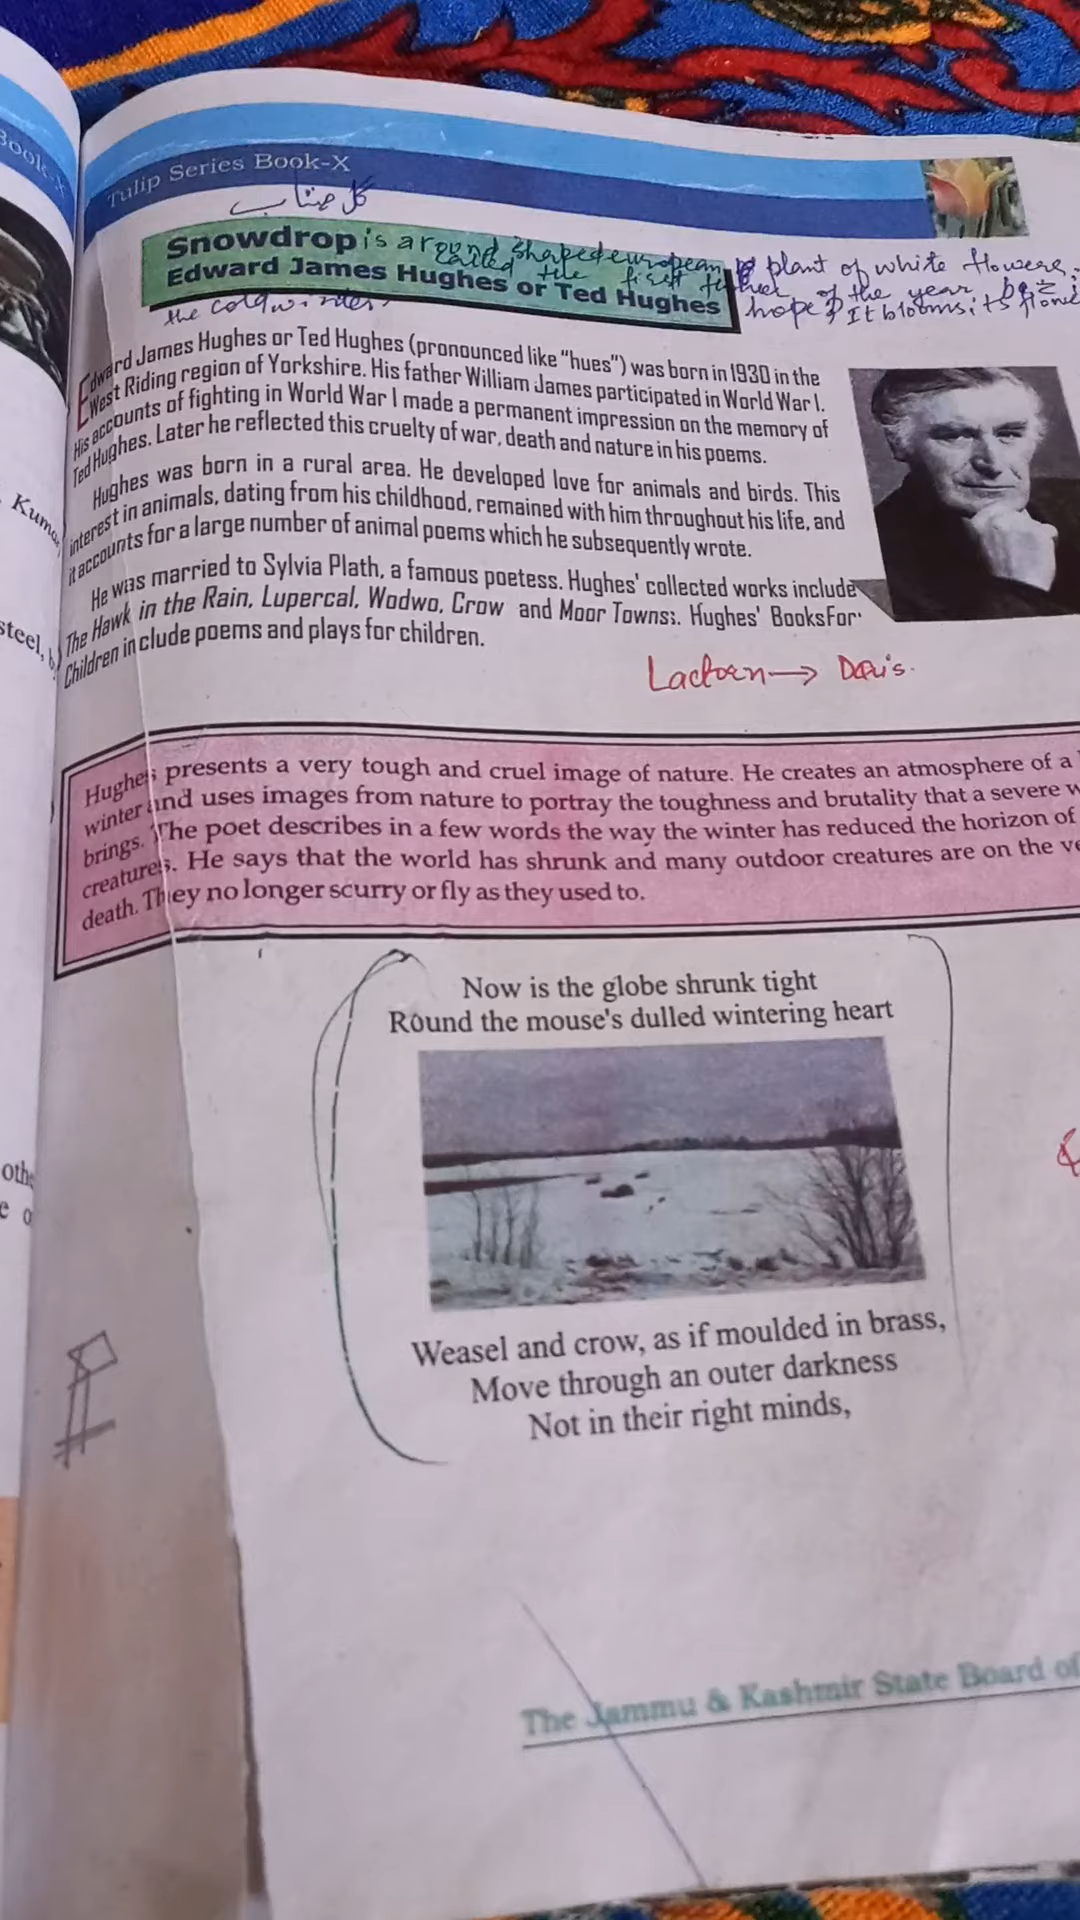 Book-X
Tulip Series Book-X
Snowdrop is a round shaped european plant of white flowers.
Edward James Hughes or Ted Hughes
called the first flower of the year
the cold winter.
hope It blooms its
Edward James Hughes or Ted Hughes (pronounced like "hues") was born in 1930 in the
West Riding region of Yorkshire. His father William James participated in World War I.
His accounts of fighting in World War I made a permanent impression on the memory of
Ted Hughes. Later he reflected this cruelty of war, death and nature in his poems.
Hughes was born in a rural area. He developed love for animals and birds. This
interest in animals, dating from his childhood, remained with him throughout his life, and
it accounts for a large number of animal poems which he subsequently wrote.
He was married to Sylvia Plath, a famous poetess. Hughes' collected works include
The Hawk in the Rain, Lupercal, Wodwo, Crow and Moor Towns;. Hughes' BooksFor
Children include poems and plays for children.
Kumar
steel,
Hughes presents a very tough and cruel image of nature. He creates an atmosphere of a
winter and uses images from nature to portray the toughness and brutality that a severe
brings. The poet describes in a few words the way the winter has reduced the horizon of
creatures. He says that the world has shrunk and many outdoor creatures are on the
death. They no longer scurry or fly as they used to.
Now is the globe shrunk tight
Round the mouse's dulled wintering heart
Weasel and crow, as if moulded in brass,
Move through an outer darkness
Not in their right minds,
The Jammu & Kashmir State Board of